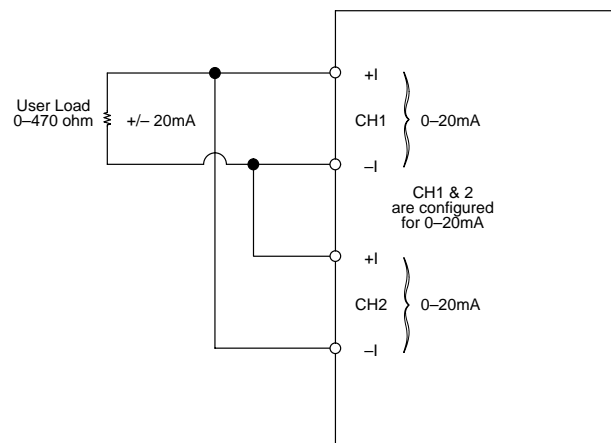 +I
User Load
0–470 ohm
+/– 20mA
CH1
0–20mA
–I
CH1 & 2
are configured
for 0–20mA
+I
CH2
0–20mA
–I